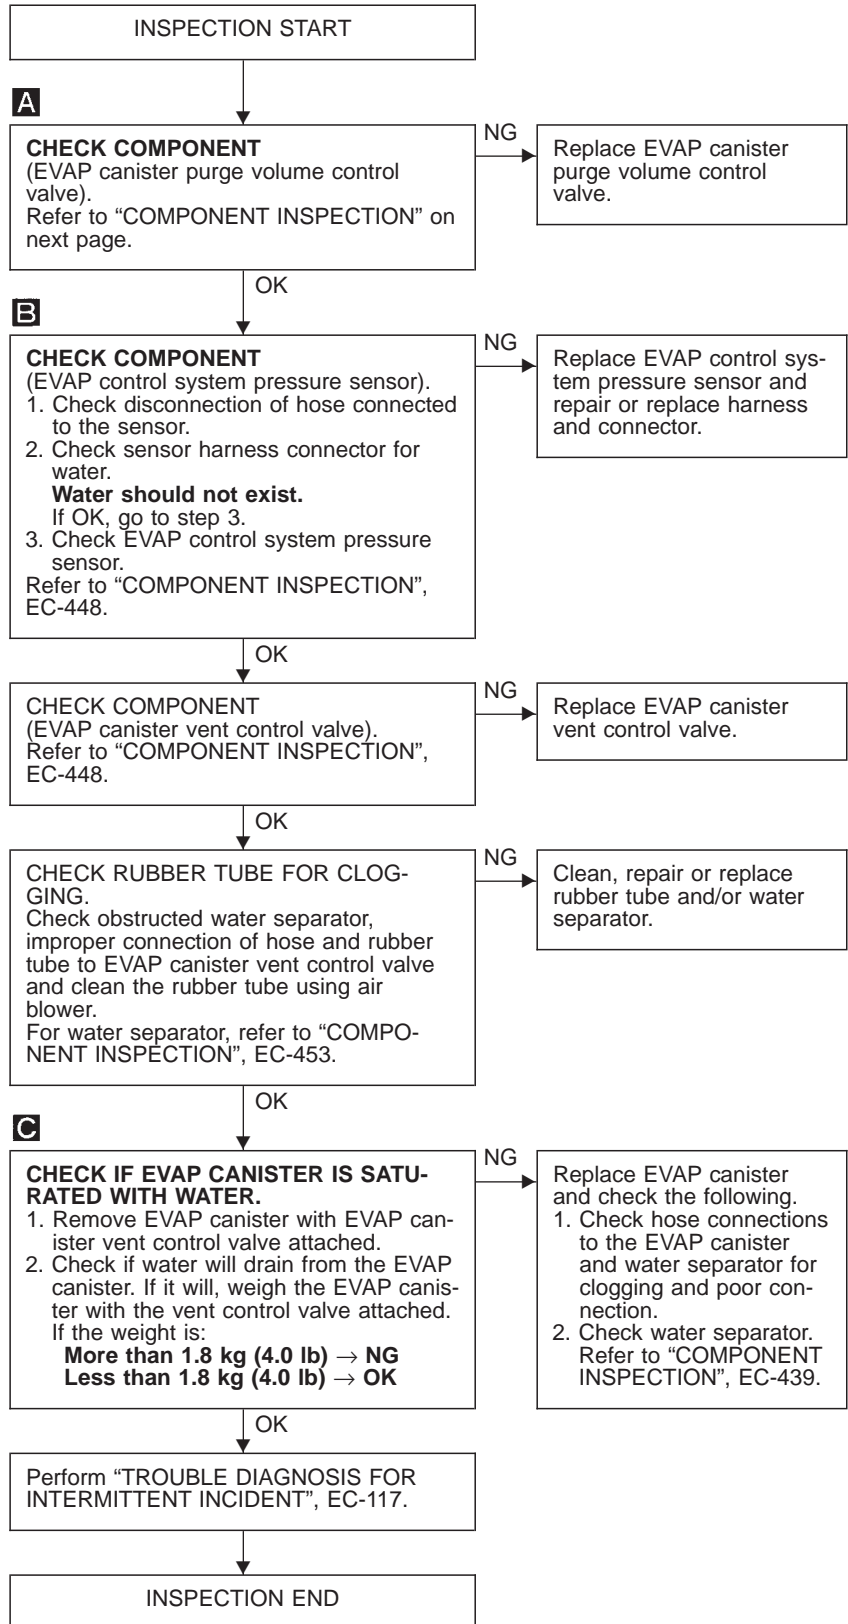 INSPECTION START
A
CHECK COMPONENT
(EVAP canister purge volume control
valve).
Refer to “COMPONENT INSPECTION” on
next page.
NG
Replace EVAP canister
purge volume control
valve.
OK
B
CHECK COMPONENT
(EVAP control system pressure sensor).
1. Check disconnection of hose connected
to the sensor.
2. Check sensor harness connector for
water.
Water should not exist.
If OK, go to step 3.
3. Check EVAP control system pressure
sensor.
Refer to “COMPONENT INSPECTION”,
EC-448.
NG
Replace EVAP control sys-
tem pressure sensor and
repair or replace harness
and connector.
OK
CHECK COMPONENT
(EVAP canister vent control valve).
Refer to “COMPONENT INSPECTION”,
EC-448.
NG
Replace EVAP canister
vent control valve.
OK
CHECK RUBBER TUBE FOR CLOG-
GING.
Check obstructed water separator,
improper connection of hose and rubber
tube to EVAP canister vent control valve
and clean the rubber tube using air
blower.
For water separator, refer to “COMPO-
NENT INSPECTION”, EC-453.
NG
Clean, repair or replace
rubber tube and/or water
separator.
OK
C
CHECK IF EVAP CANISTER IS SATU-
RATED WITH WATER.
1. Remove EVAP canister with EVAP can-
ister vent control valve attached.
2. Check if water will drain from the EVAP
canister. If it will, weigh the EVAP canis-
ter with the vent control valve attached.
If the weight is:
More than 1.8 kg (4.0 lb) → NG
Less than 1.8 kg (4.0 lb) → OK
NG
Replace EVAP canister
and check the following.
1. Check hose connections
to the EVAP canister
and water separator for
clogging and poor con-
nection.
2. Check water separator.
Refer to “COMPONENT
INSPECTION”, EC-439.
OK
Perform “TROUBLE DIAGNOSIS FOR
INTERMITTENT INCIDENT”, EC-117.
INSPECTION END